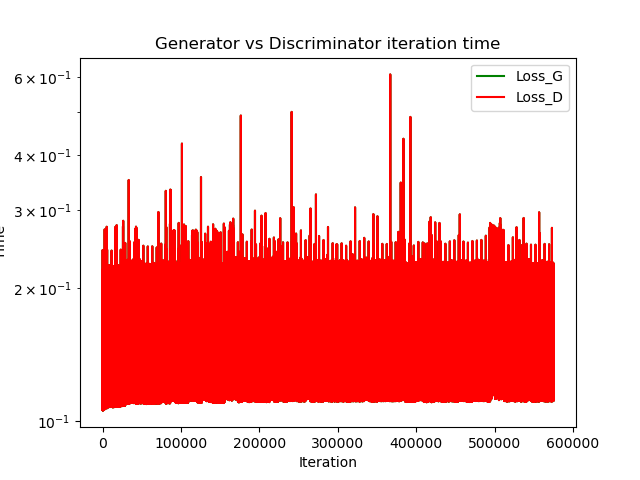 Generator vs Discriminator iteration time
Loss_G
Loss_D
6 × 10⁻¹
4 × 10⁻¹
3 × 10⁻¹
2 × 10⁻¹
10⁻¹
0 100000 200000 300000 400000 500000 600000
Iteration